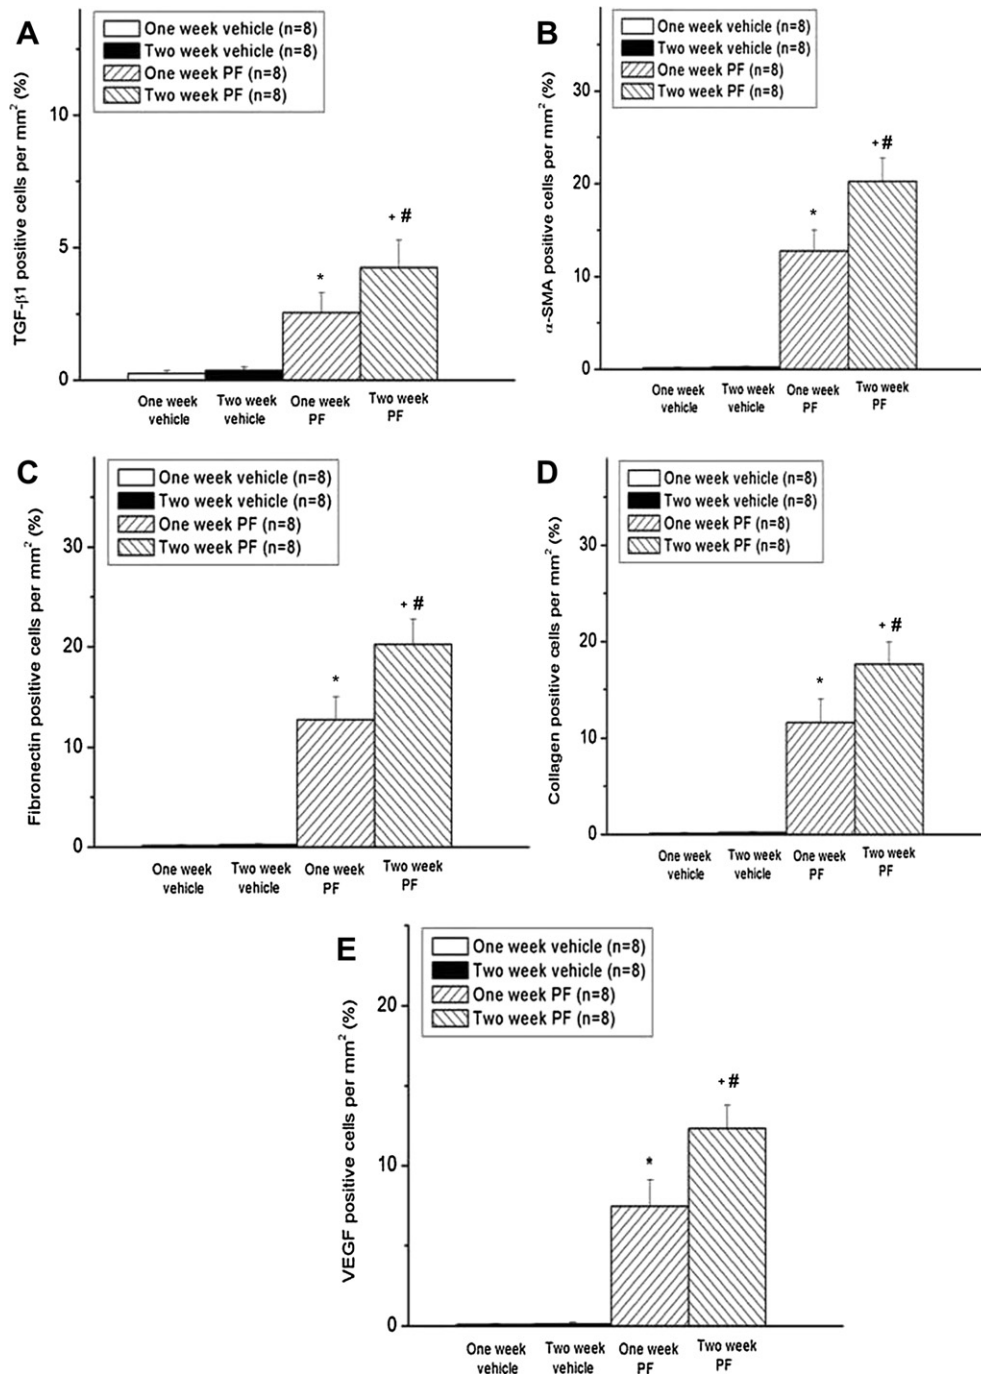 A
One week vehicle (n=8)
Two week vehicle (n=8)
One week PF (n=8)
Two week PF (n=8)
TGF-β1 positive cells per mm² (%)
10
5
0
*
+ #
One week vehicle
Two week vehicle
One week PF
Two week PF
B
One week vehicle (n=8)
Two week vehicle (n=8)
One week PF (n=8)
Two week PF (n=8)
α-SMA positive cells per mm² (%)
30
20
10
0
*
+ #
One week vehicle
Two week vehicle
One week PF
Two week PF
C
One week vehicle (n=8)
Two week vehicle (n=8)
One week PF (n=8)
Two week PF (n=8)
Fibronectin positive cells per mm² (%)
30
20
10
0
*
+ #
One week vehicle
Two week vehicle
One week PF
Two week PF
D
One week vehicle (n=8)
Two week vehicle (n=8)
One week PF (n=8)
Two week PF (n=8)
Collagen positive cells per mm² (%)
30
20
10
0
*
+ #
One week vehicle
Two week vehicle
One week PF
Two week PF
E
One week vehicle (n=8)
Two week vehicle (n=8)
One week PF (n=8)
Two week PF (n=8)
VEGF positive cells per mm² (%)
20
10
0
*
+ #
One week vehicle
Two week vehicle
One week PF
Two week PF